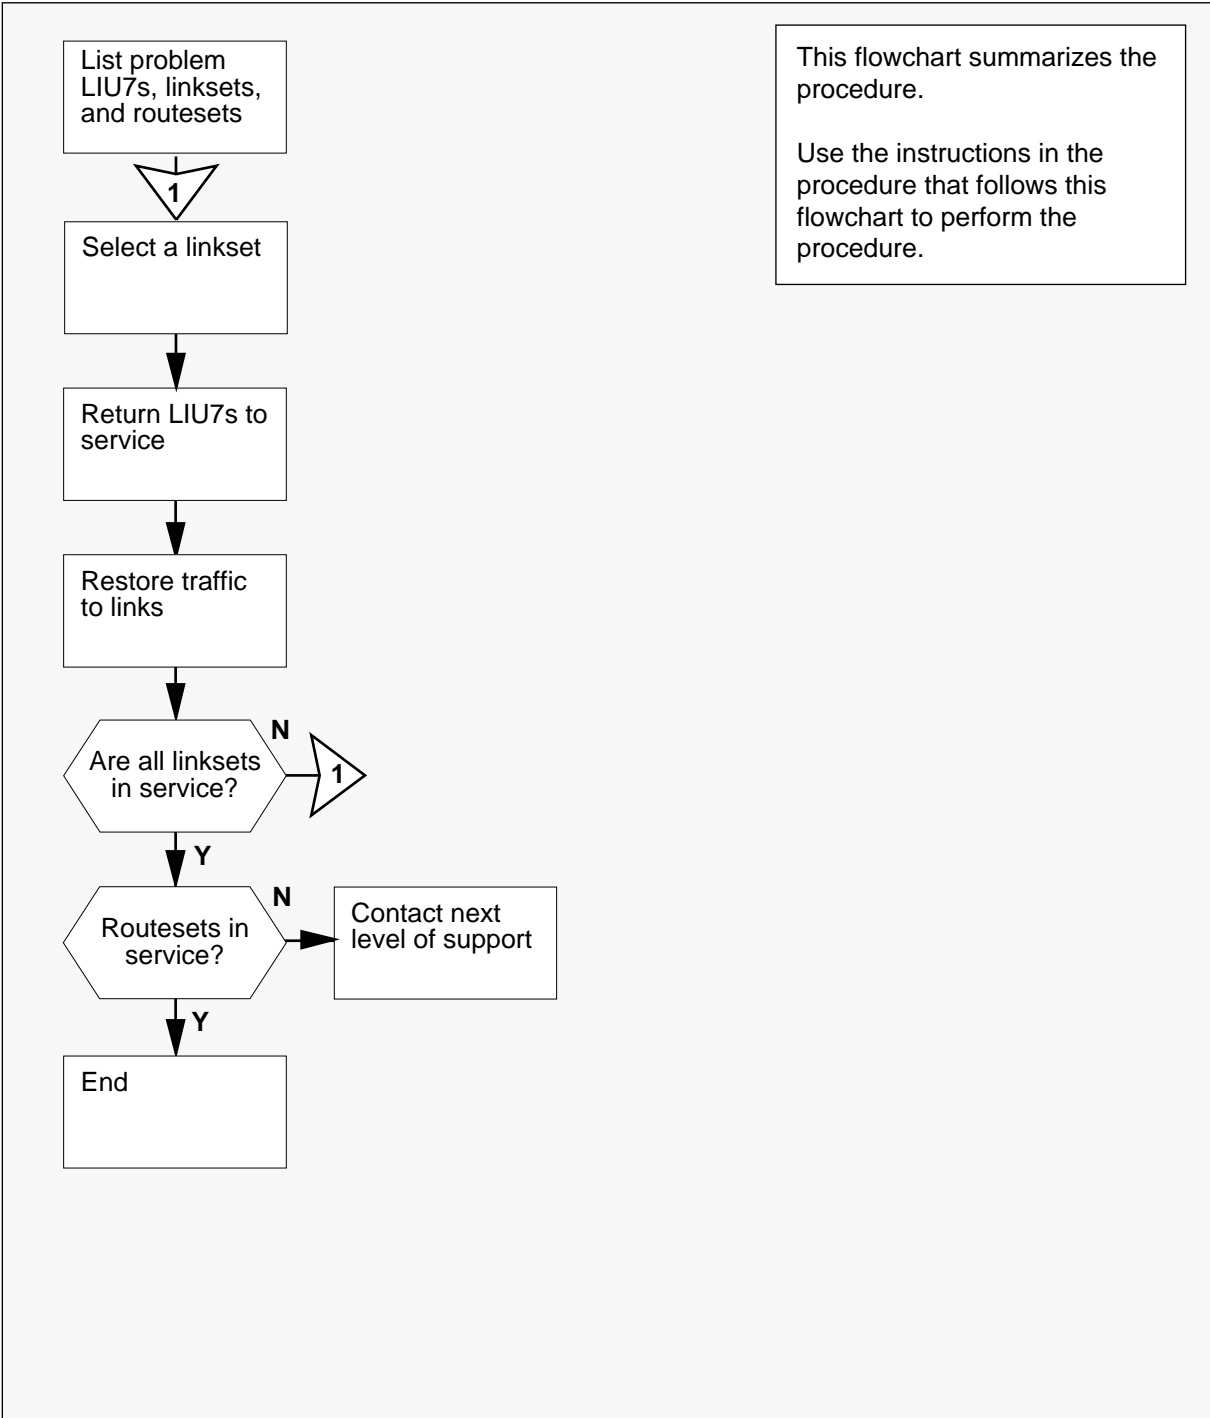 List problem
LIU7s, linksets,
and routesets
1
Select a linkset
Return LIU7s to
service
Restore traffic
to links
Are all linksets
in service?
N
1
Y
Routesets in
service?
N
Contact next
level of support
Y
End
This flowchart summarizes the
procedure.
Use the instructions in the
procedure that follows this
flowchart to perform the
procedure.